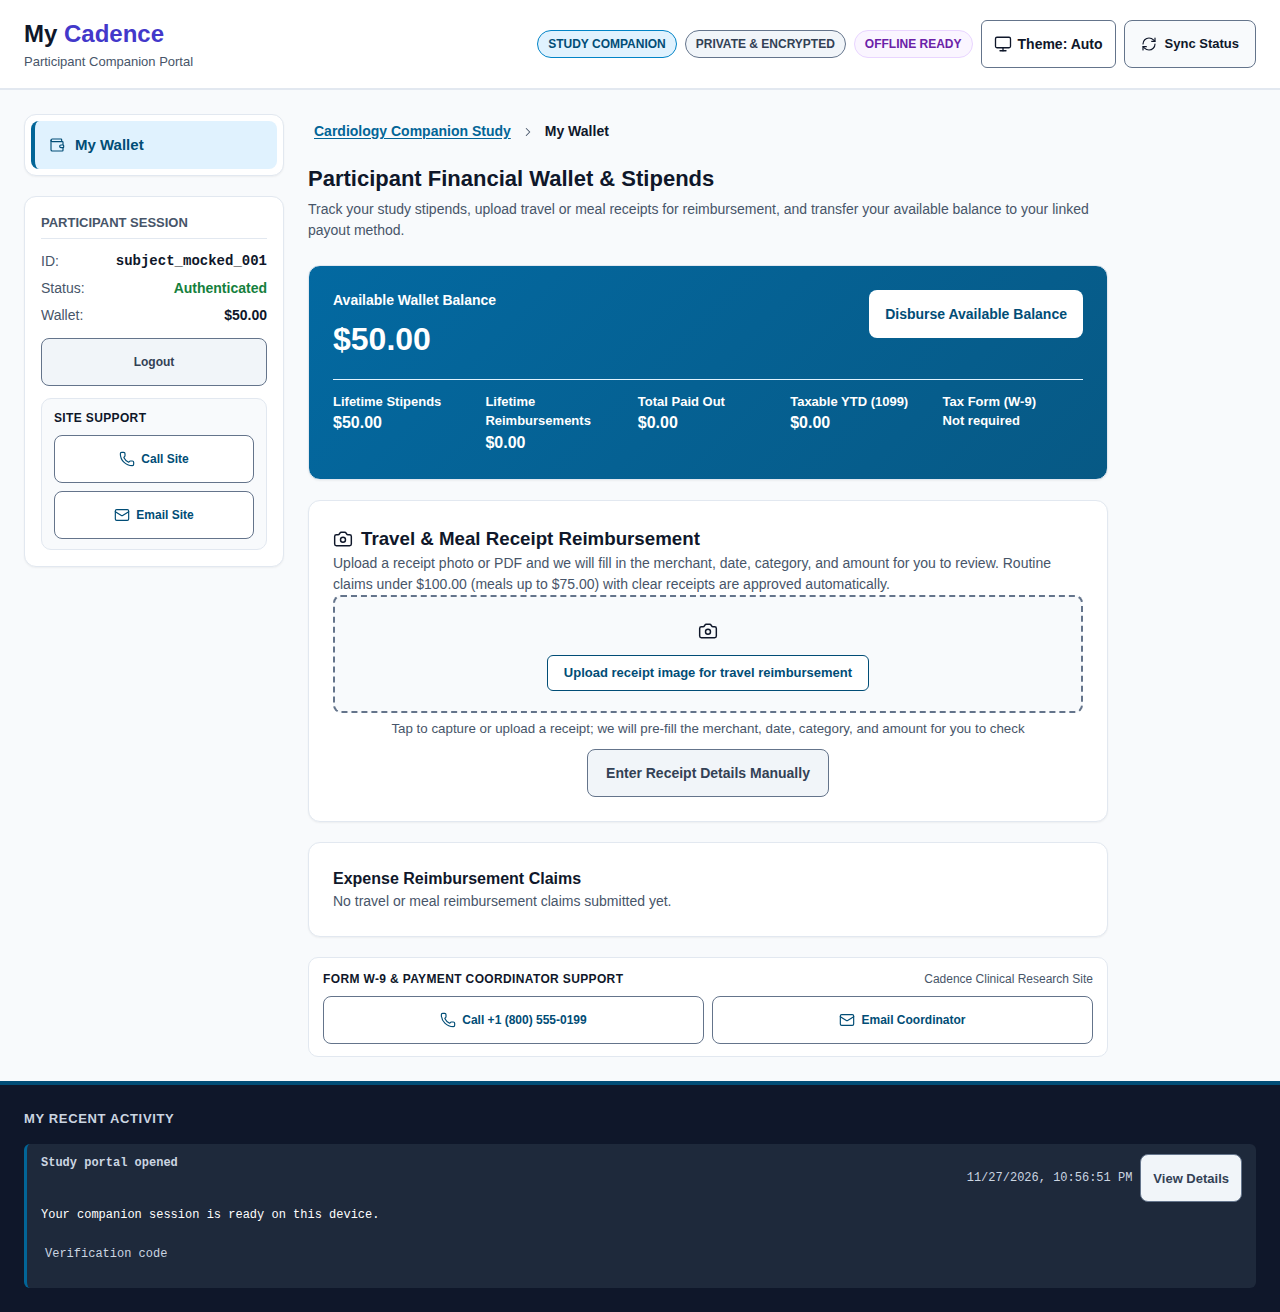 My Cadence
Participant Companion Portal
STUDY COMPANION
PRIVATE & ENCRYPTED
OFFLINE READY
Theme: Auto
Sync Status
My Wallet
PARTICIPANT SESSION
ID: subject_mocked_001
Status: Authenticated
Wallet: $50.00
Logout
SITE SUPPORT
Call Site
Email Site
Cardiology Companion Study > My Wallet
Participant Financial Wallet & Stipends
Track your study stipends, upload travel or meal receipts for reimbursement, and transfer your available balance to your linked
payout method.
Available Wallet Balance
$50.00
Disburse Available Balance
Lifetime Stipends
$50.00
Lifetime
Reimbursements
$0.00
Total Paid Out
$0.00
Taxable YTD (1099)
$0.00
Tax Form (W-9)
Not required
Travel & Meal Receipt Reimbursement
Upload a receipt photo or PDF and we will fill in the merchant, date, category, and amount for you to review. Routine
claims under $100.00 (meals up to $75.00) with clear receipts are approved automatically.
Upload receipt image for travel reimbursement
Tap to capture or upload a receipt; we will pre-fill the merchant, date, category, and amount for you to check
Enter Receipt Details Manually
Expense Reimbursement Claims
No travel or meal reimbursement claims submitted yet.
FORM W-9 & PAYMENT COORDINATOR SUPPORT
Cadence Clinical Research Site
Call +1 (800) 555-0199
Email Coordinator
MY RECENT ACTIVITY
Study portal opened
11/27/2026, 10:56:51 PM
View Details
Your companion session is ready on this device.
Verification code